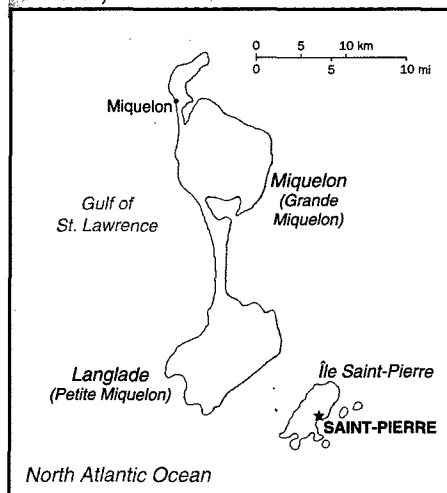 0 5 10 km
0 5 10 mi
Miquelon
Miquelon
(Grande
Miquelon)
Gulf of
St. Lawrence
Langlade
(Petite Miquelon)
Île Saint-Pierre
SAINT-PIERRE
North Atlantic Ocean